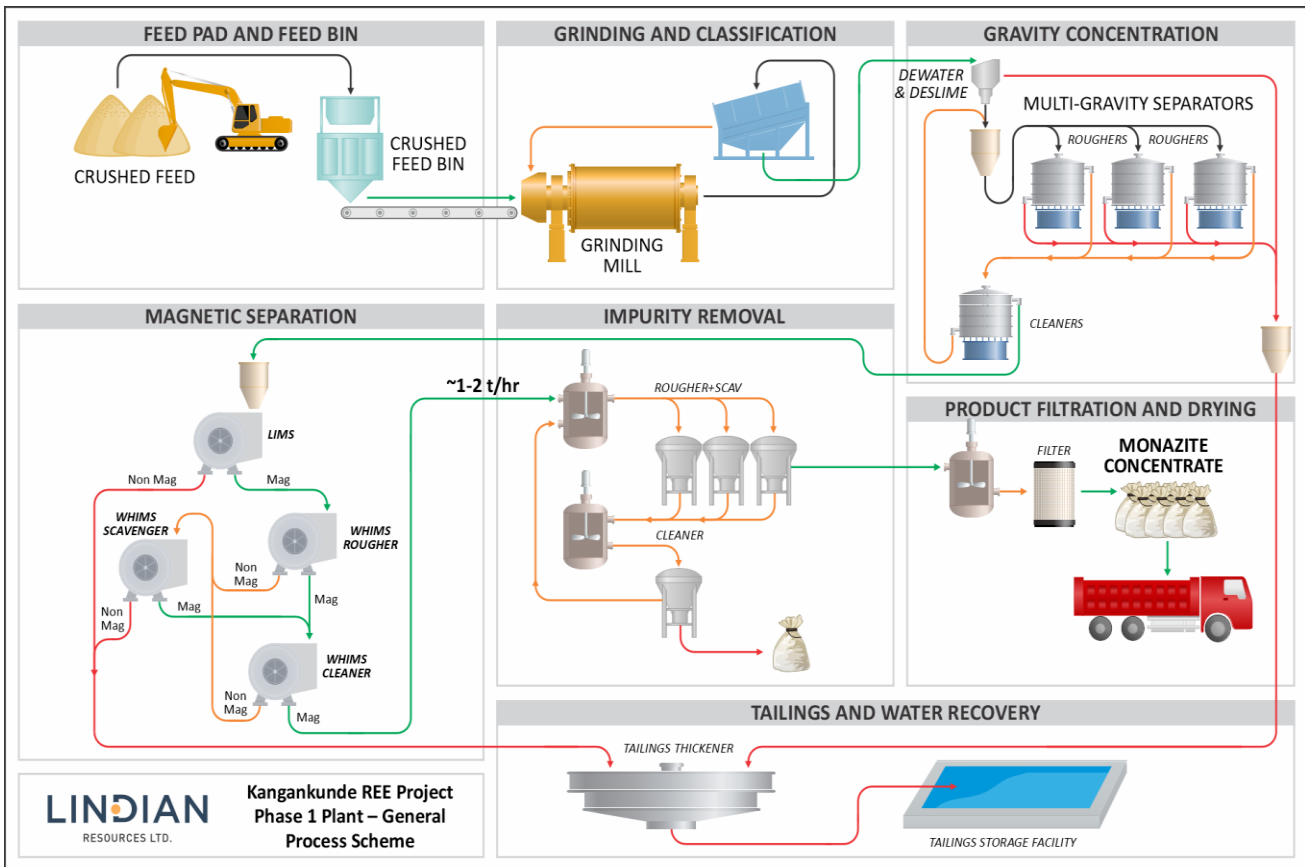 FEED PAD AND FEED BIN
CRUSHED FEED
CRUSHED
FEED BIN
GRINDING AND CLASSIFICATION
GRINDING
MILL
GRAVITY CONCENTRATION
DEWATER
& DESLIME
MULTI-GRAVITY SEPARATORS
ROUGHERS
ROUGHERS
CLEANERS
MAGNETIC SEPARATION
LIMS
Non Mag
Mag
WHIMS
SCAVENGER
WHIMS
ROUGHER
Non
Mag
Mag
Non
Mag
Mag
WHIMS
CLEANER
Non
Mag
Mag
IMPURITY REMOVAL
~1-2 t/hr
ROUGHER+SCAV
CLEANER
PRODUCT FILTRATION AND DRYING
FILTER
MONAZITE
CONCENTRATE
TAILINGS AND WATER RECOVERY
TAILINGS THICKENER
TAILINGS STORAGE FACILITY
LINDIAN
RESOURCES LTD.
Kangankunde REE Project
Phase 1 Plant – General
Process Scheme